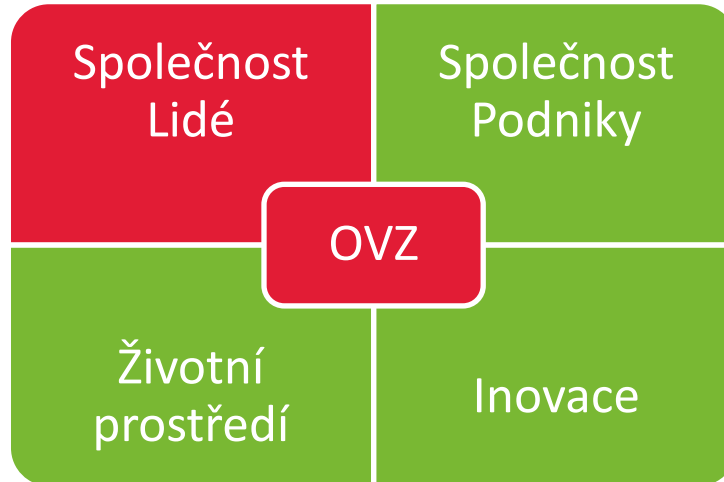 Společnost
Lidé
Společnost
Podniky
OVZ
Životní
prostředí
Inovace